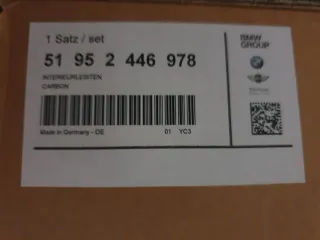 1 Satz / set
BMW
GROUP
51 95 2 446 978
INTERIEURLEISTEN
CARBON
Made in Germany - DE
01 YC3